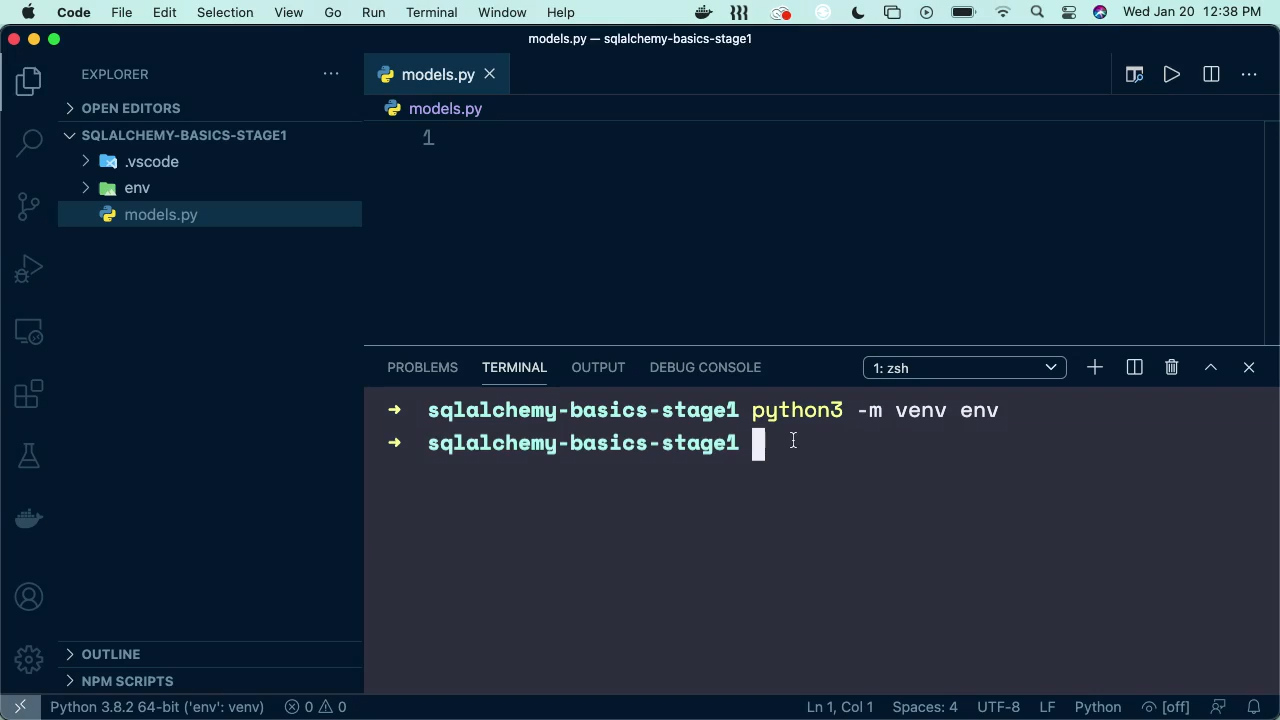 Code File Edit Selection View Go Run Terminal Window Help Wed Jan 20 12:38 PM
models.py — sqlalchemy-basics-stage1
EXPLORER
models.py
OPEN EDITORS
models.py
SQLALCHEMY-BASICS-STAGE1
1
.vscode
env
models.py
PROBLEMS TERMINAL OUTPUT DEBUG CONSOLE 1: zsh
→ sqlalchemy-basics-stage1 python3 -m venv env
→ sqlalchemy-basics-stage1
OUTLINE
NPM SCRIPTS
Python 3.8.2 64-bit ('env': venv) 0 0 Ln 1, Col 1 Spaces: 4 UTF-8 LF Python [off]